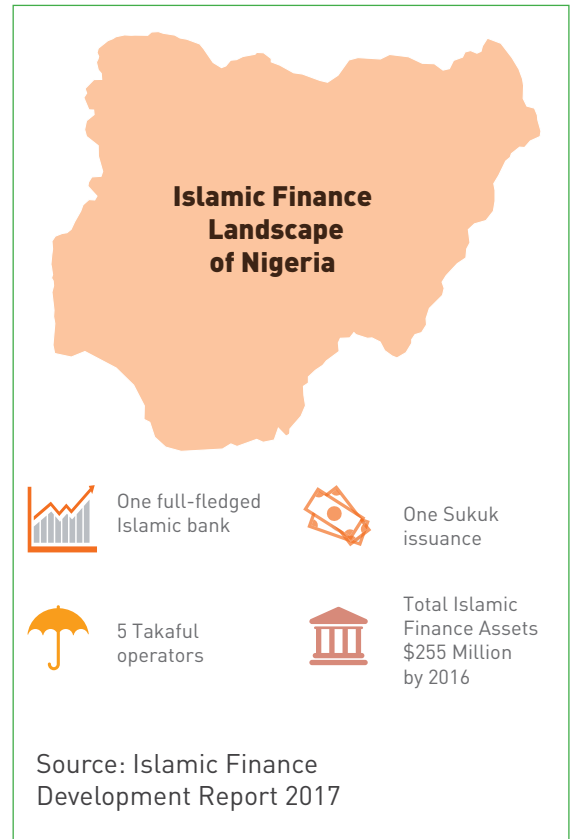 Islamic Finance
Landscape
of Nigeria
One full-fledged
Islamic bank
One Sukuk
issuance
5 Takaful
operators
Total Islamic
Finance Assets
$255 Million
by 2016
Source: Islamic Finance
Development Report 2017